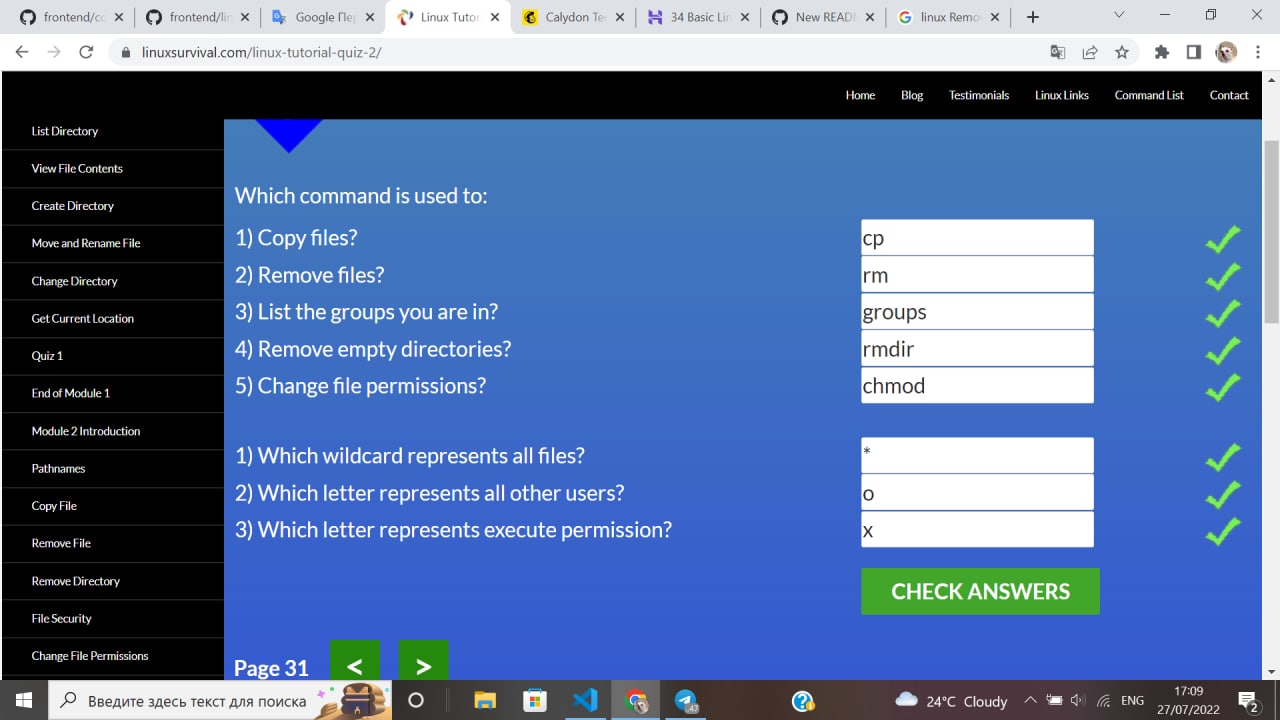 frontend/co
frontend/lin
Google Пер
Linux Tutor
Calydon Te
34 Basic Lin
New READ
linux Remo
linuxsurvival.com/linux-tutorial-quiz-2/
Home Blog Testimonials Linux Links Command List Contact
List Directory
View File Contents
Create Directory
Move and Rename File
Change Directory
Get Current Location
Quiz 1
End of Module 1
Module 2 Introduction
Pathnames
Copy File
Remove File
Remove Directory
File Security
Change File Permissions
Which command is used to:
1) Copy files? cp
2) Remove files? rm
3) List the groups you are in? groups
4) Remove empty directories? rmdir
5) Change file permissions? chmod
1) Which wildcard represents all files? *
2) Which letter represents all other users? o
3) Which letter represents execute permission? x
CHECK ANSWERS
Page 31 < >
Введите здесь текст для поиска
.47
24°C Cloudy
ENG
17:09
27/07/2022
2